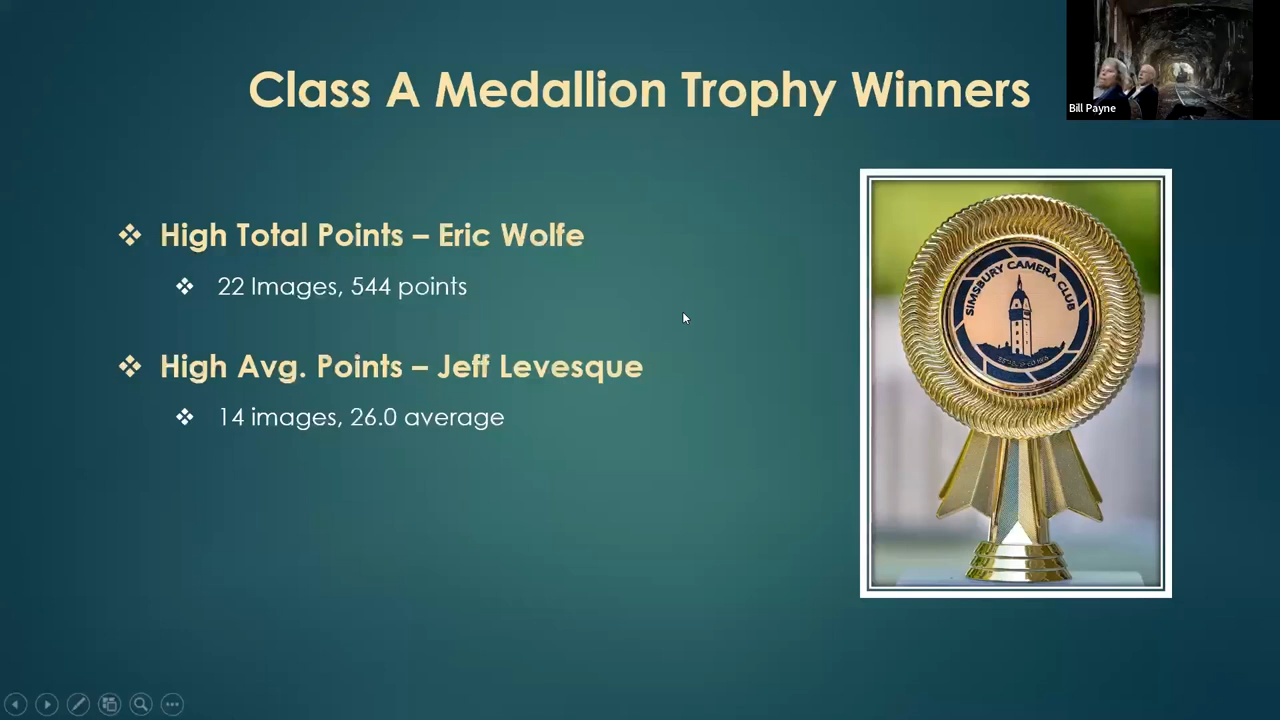 Class A Medallion Trophy Winners
Bill Payne
High Total Points – Eric Wolfe
22 Images, 544 points
High Avg. Points – Jeff Levesque
14 images, 26.0 average
SIMSBURY CAMERA CLUB